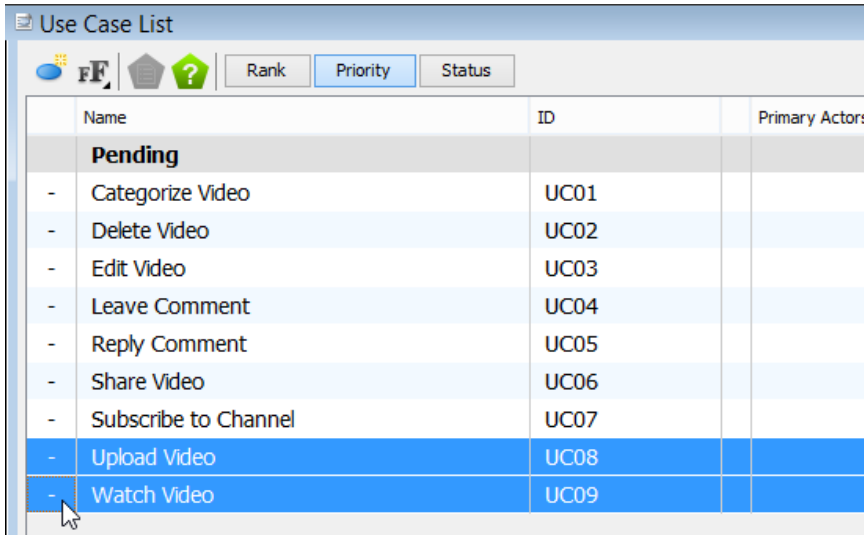 Use Case List
FF ? Rank Priority Status
Name ID Primary Actors
Pending
- Categorize Video UC01
- Delete Video UC02
- Edit Video UC03
- Leave Comment UC04
- Reply Comment UC05
- Share Video UC06
- Subscribe to Channel UC07
- Upload Video UC08
- Watch Video UC09